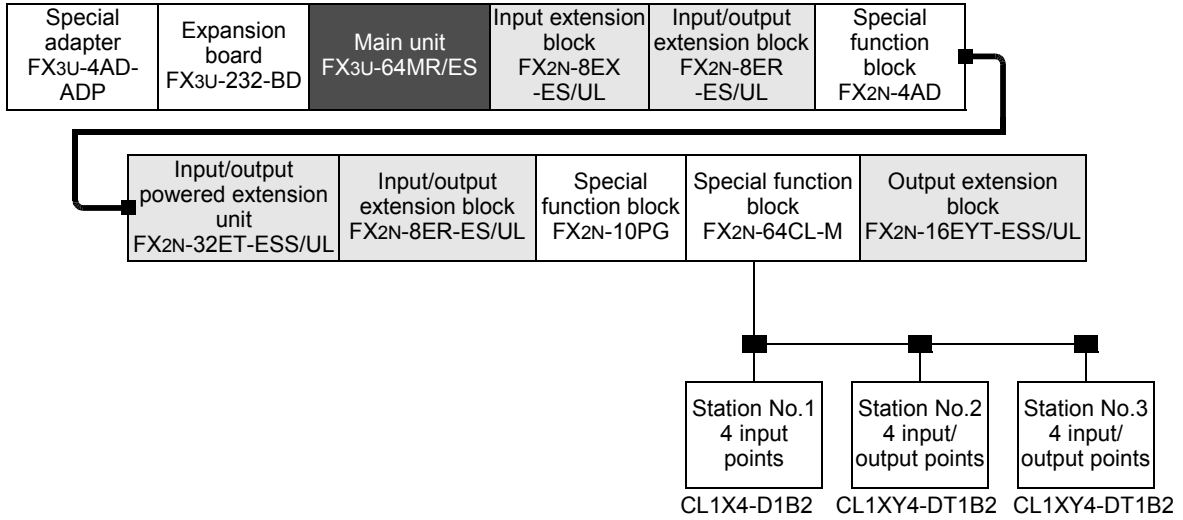 Special
adapter
FX3U-4AD-
ADP
Expansion
board
FX3U-232-BD
Main unit
FX3U-64MR/ES
Input extension
block
FX2N-8EX
-ES/UL
Input/output
extension block
FX2N-8ER
-ES/UL
Special
function
block
FX2N-4AD
Input/output
powered extension
unit
FX2N-32ET-ESS/UL
Input/output
extension block
FX2N-8ER-ES/UL
Special
function block
FX2N-10PG
Special function
block
FX2N-64CL-M
Output extension
block
FX2N-16EYT-ESS/UL
Station No.1
4 input
points
CL1X4-D1B2
Station No.2
4 input/
output points
CL1XY4-DT1B2
Station No.3
4 input/
output points
CL1XY4-DT1B2